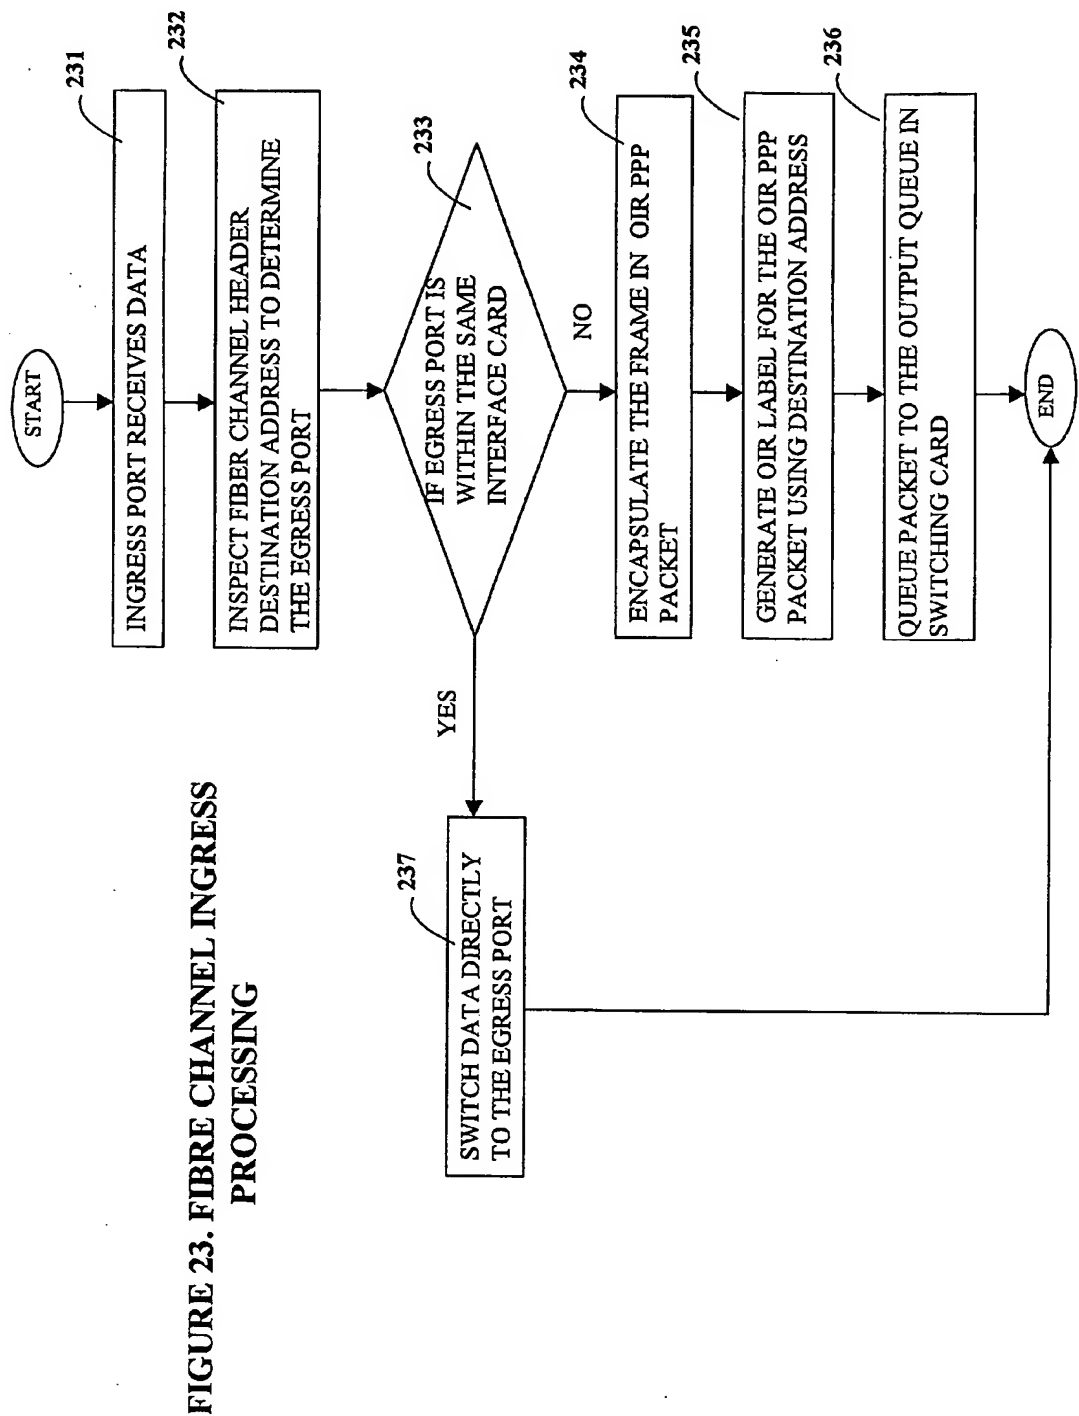 START
231
INGRESS PORT RECEIVES DATA
232
INSPECT FIBER CHANNEL HEADER
DESTINATION ADDRESS TO DETERMINE
THE EGRESS PORT
233
IF EGRESS PORT IS
WITHIN THE SAME
INTERFACE CARD
YES
NO
237
SWITCH DATA DIRECTLY
TO THE EGRESS PORT
234
ENCAPSULATE THE FRAME IN OIR PPP
PACKET
235
GENERATE OIR LABEL FOR THE OIR PPP
PACKET USING DESTINATION ADDRESS
236
QUEUE PACKET TO THE OUTPUT QUEUE IN
SWITCHING CARD
END
FIGURE 23. FIBRE CHANNEL INGRESS
PROCESSING